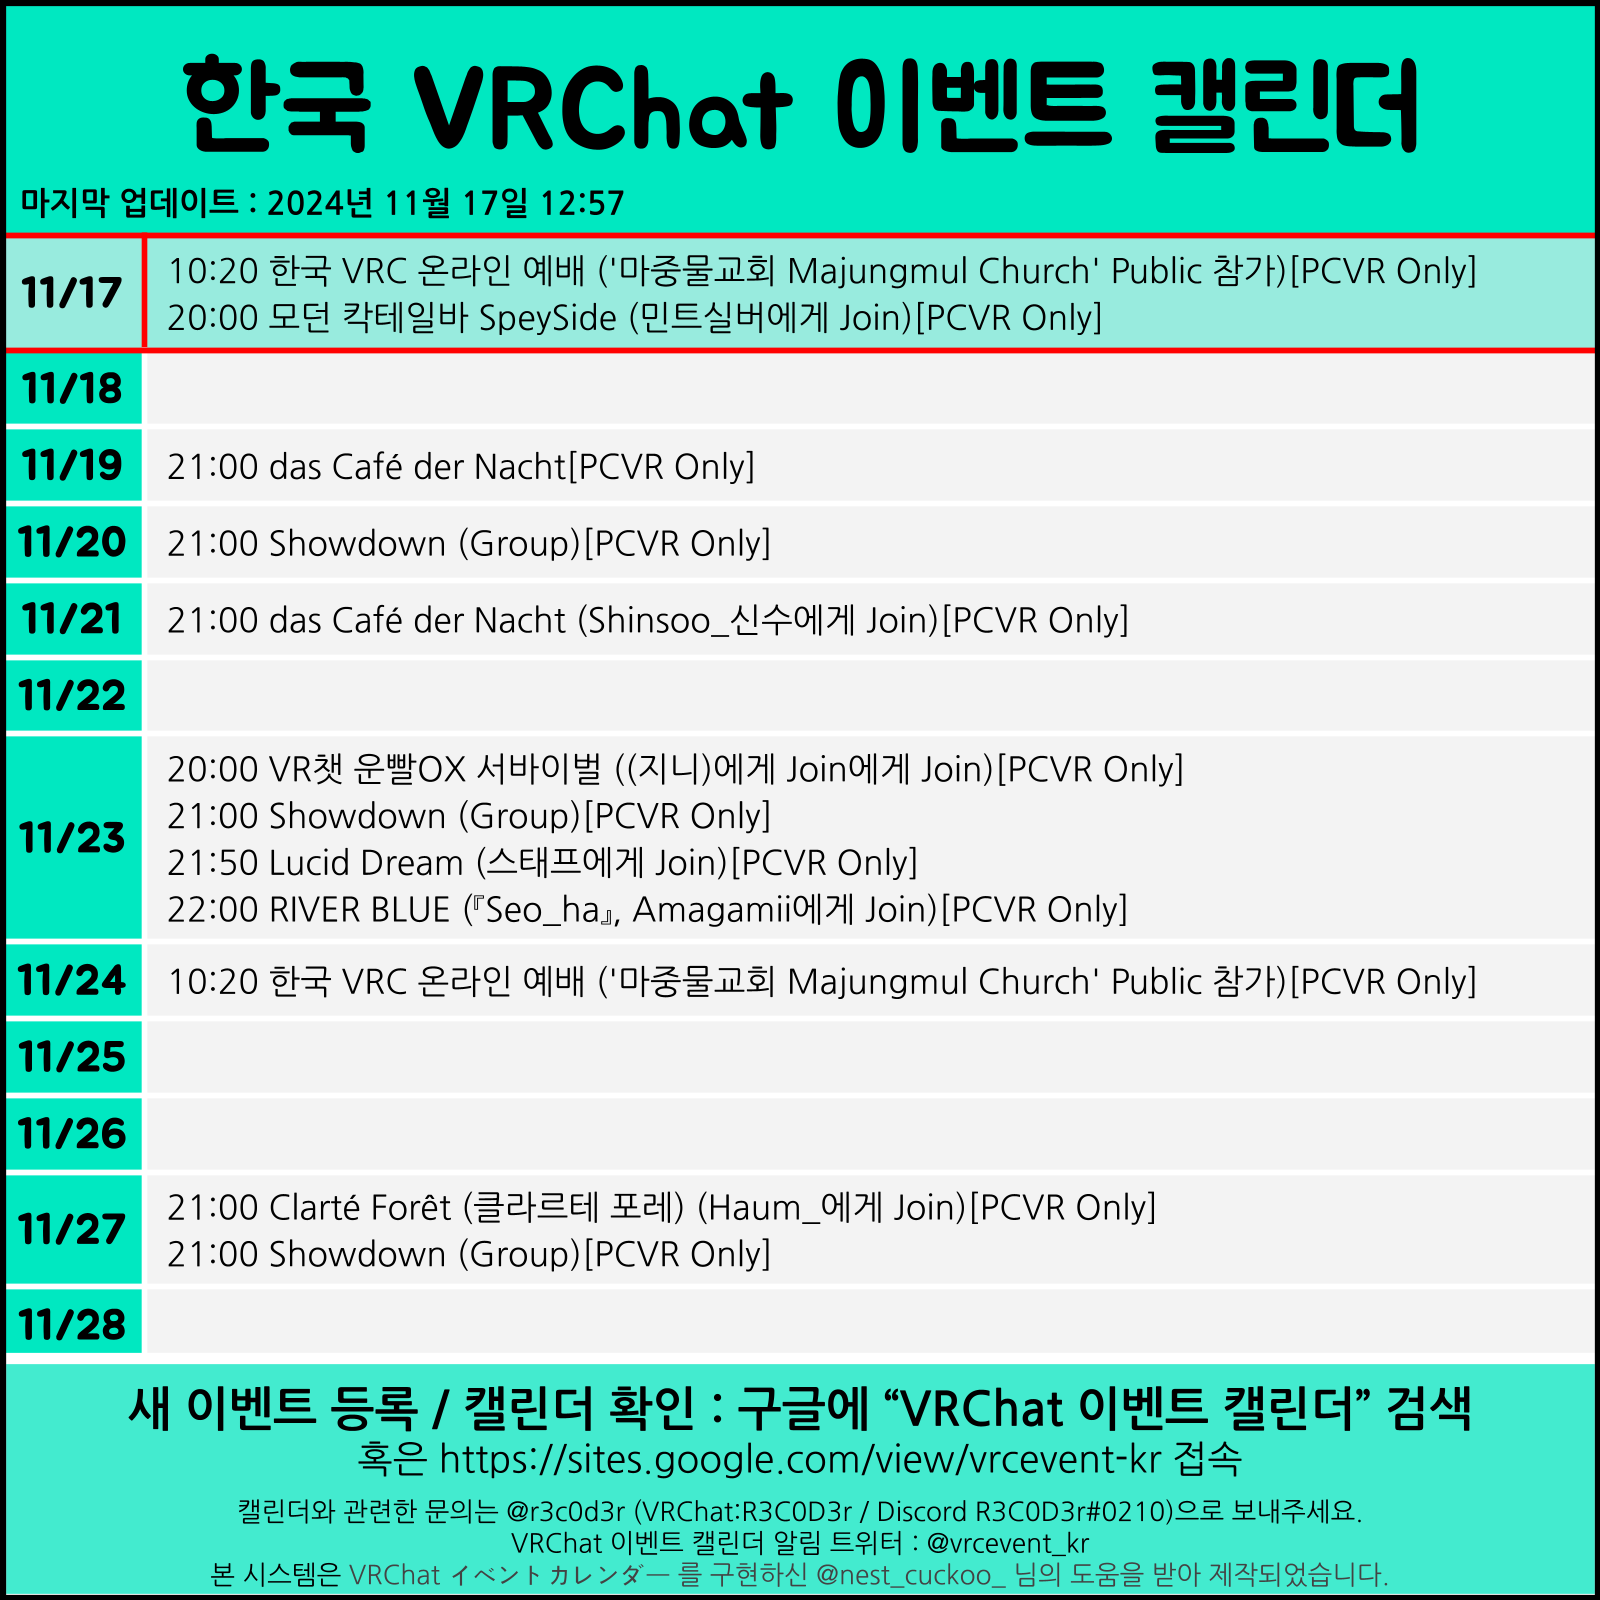 한국 VRChat 이벤트 캘린더
마지막 업데이트 : 2024년 11월 17일 12:57
11/17
10:20 한국 VRC 온라인 예배 ('마중물교회 Majungmul Church' Public 참가)[PCVR Only]
20:00 모던 칵테일바 SpeySide (민트실버에게 Join)[PCVR Only]
11/18
11/19
21:00 das Café der Nacht[PCVR Only]
11/20
21:00 Showdown (Group)[PCVR Only]
11/21
21:00 das Café der Nacht (Shinsoo_신수에게 Join)[PCVR Only]
11/22
11/23
20:00 VR챗 운빨OX 서바이벌 ((지니)에게 Join에게 Join)[PCVR Only]
21:00 Showdown (Group)[PCVR Only]
21:50 Lucid Dream (스태프에게 Join)[PCVR Only]
22:00 RIVER BLUE (『Seo_ha』, Amagamii에게 Join)[PCVR Only]
11/24
10:20 한국 VRC 온라인 예배 ('마중물교회 Majungmul Church' Public 참가)[PCVR Only]
11/25
11/26
11/27
21:00 Clarté Forêt (클라르테 포레) (Haum_에게 Join)[PCVR Only]
21:00 Showdown (Group)[PCVR Only]
11/28
새 이벤트 등록 / 캘린더 확인 : 구글에 “VRChat 이벤트 캘린더” 검색
혹은 https://sites.google.com/view/vrcevent-kr 접속
캘린더와 관련한 문의는 @r3c0d3r (VRChat:R3C0D3r / Discord R3C0D3r#0210)으로 보내주세요.
VRChat 이벤트 캘린더 알림 트위터 : @vrcevent_kr
본 시스템은 VRChat イベントカレンダー 를 구현하신 @nest_cuckoo_ 님의 도움을 받아 제작되었습니다.